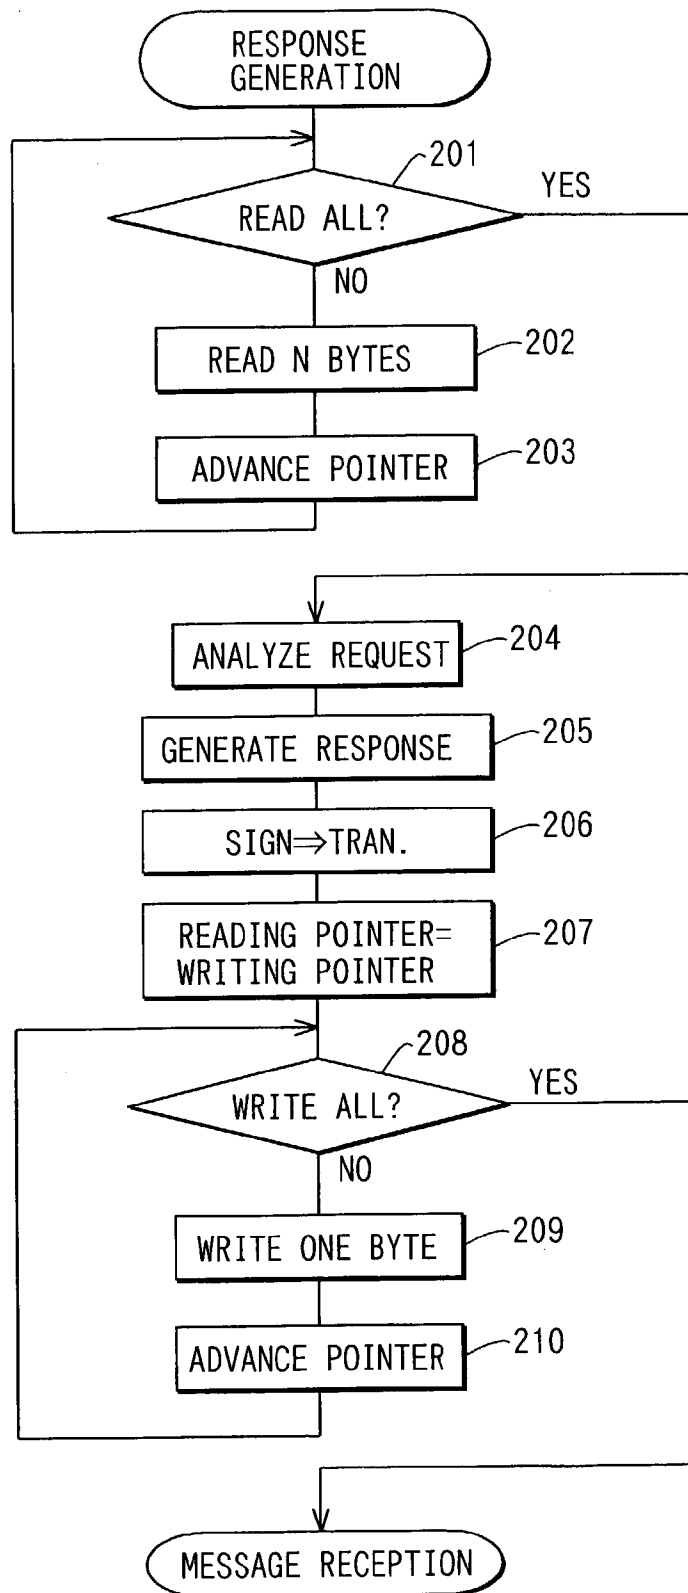 RESPONSE
GENERATION
201
YES
READ ALL?
NO
READ N BYTES
202
ADVANCE POINTER
203
ANALYZE REQUEST
204
GENERATE RESPONSE
205
SIGN⇒TRAN.
206
READING POINTER=
WRITING POINTER
207
208
YES
WRITE ALL?
NO
WRITE ONE BYTE
209
ADVANCE POINTER
210
MESSAGE RECEPTION